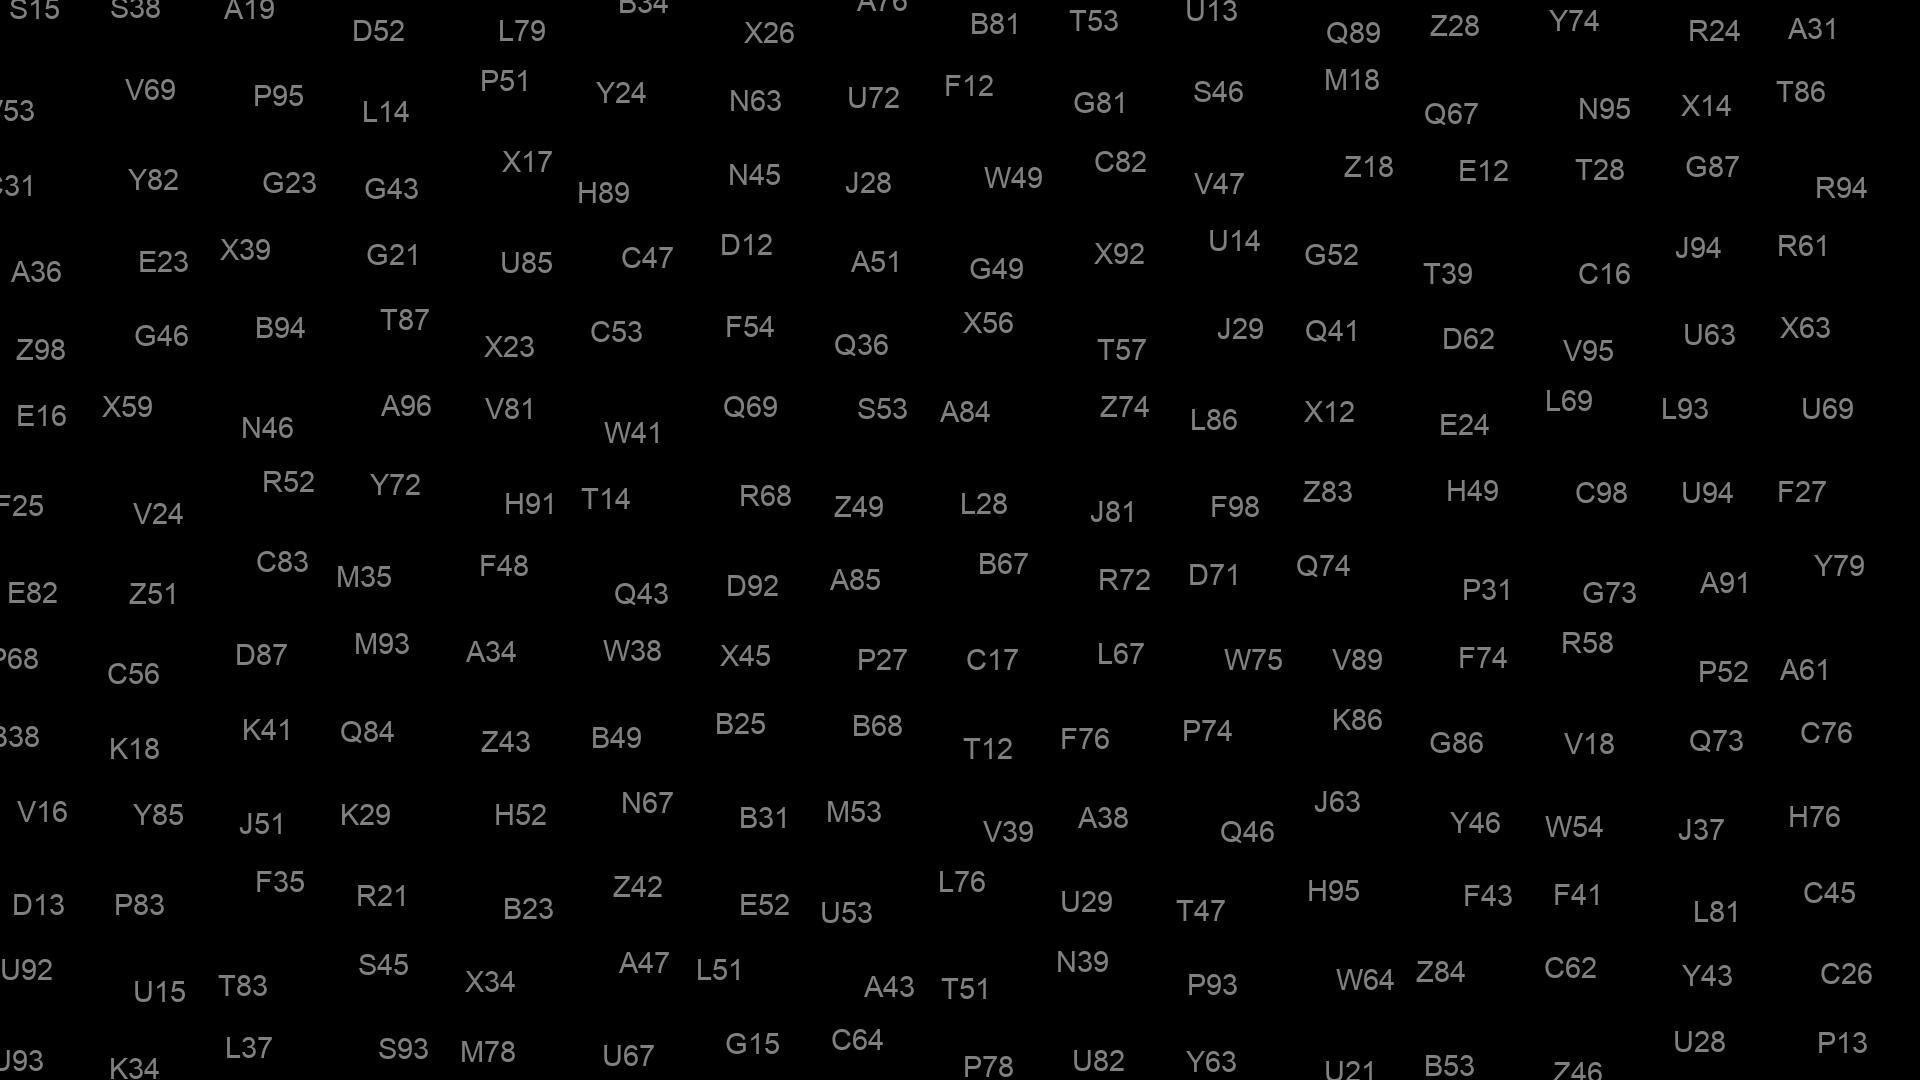 S15 S38 A19 D52 L79 B34 X26 A76 B81 T53 U13 Q89 Z28 Y74 R24 A31
V69 P95 L14 P51 Y24 N63 U72 F12 G81 S46 M18 Q67 N95 X14 T86
Y82 G23 G43 X17 H89 N45 J28 W49 C82 V47 Z18 E12 T28 G87 R94
A36 E23 X39 G21 U85 C47 D12 A51 G49 X92 U14 G52 T39 C16 J94 R61
Z98 G46 B94 T87 X23 C53 F54 Q36 X56 T57 J29 Q41 D62 V95 U63 X63
E16 X59 N46 A96 V81 W41 Q69 S53 A84 Z74 L86 X12 E24 L69 L93 U69
F25 V24 R52 Y72 H91 T14 R68 Z49 L28 J81 F98 Z83 H49 C98 U94 F27
E82 Z51 C83 M35 F48 Q43 D92 A85 B67 R72 D71 Q74 P31 G73 A91 Y79
P68 C56 D87 M93 A34 W38 X45 P27 C17 L67 W75 V89 F74 R58 P52 A61
B38 K18 K41 Q84 Z43 B49 B25 B68 T12 F76 P74 K86 G86 V18 Q73 C76
V16 Y85 J51 K29 H52 N67 B31 M53 V39 A38 Q46 J63 Y46 W54 J37 H76
D13 P83 F35 R21 B23 Z42 E52 U53 L76 U29 T47 H95 F43 F41 L81 C45
U92 U15 T83 S45 X34 A47 L51 A43 T51 N39 P93 W64 Z84 C62 Y43 C26
U93 K34 L37 S93 M78 U67 G15 C64 P78 U82 Y63 U21 B53 Z46 U28 P13